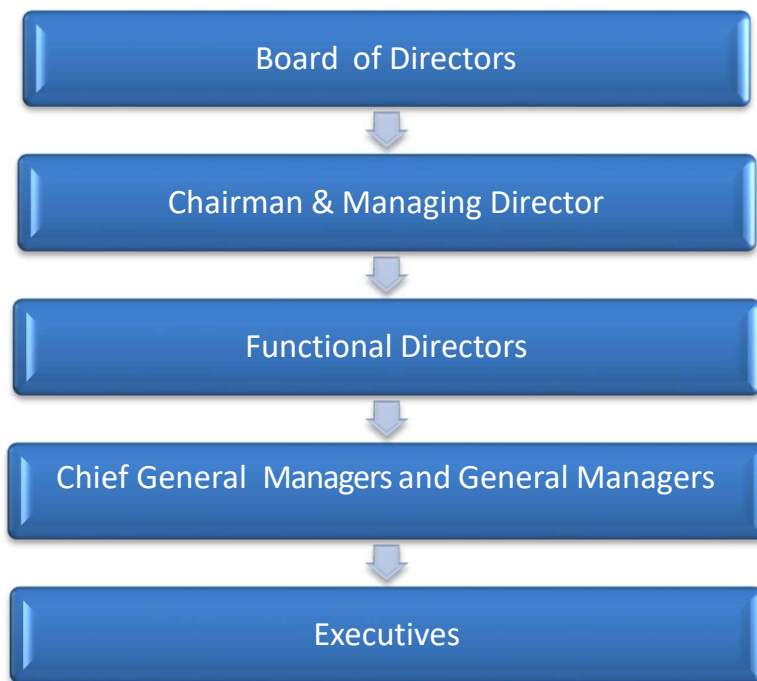 Board of Directors
Chairman & Managing Director
Functional Directors
Chief General Managers and General Managers
Executives